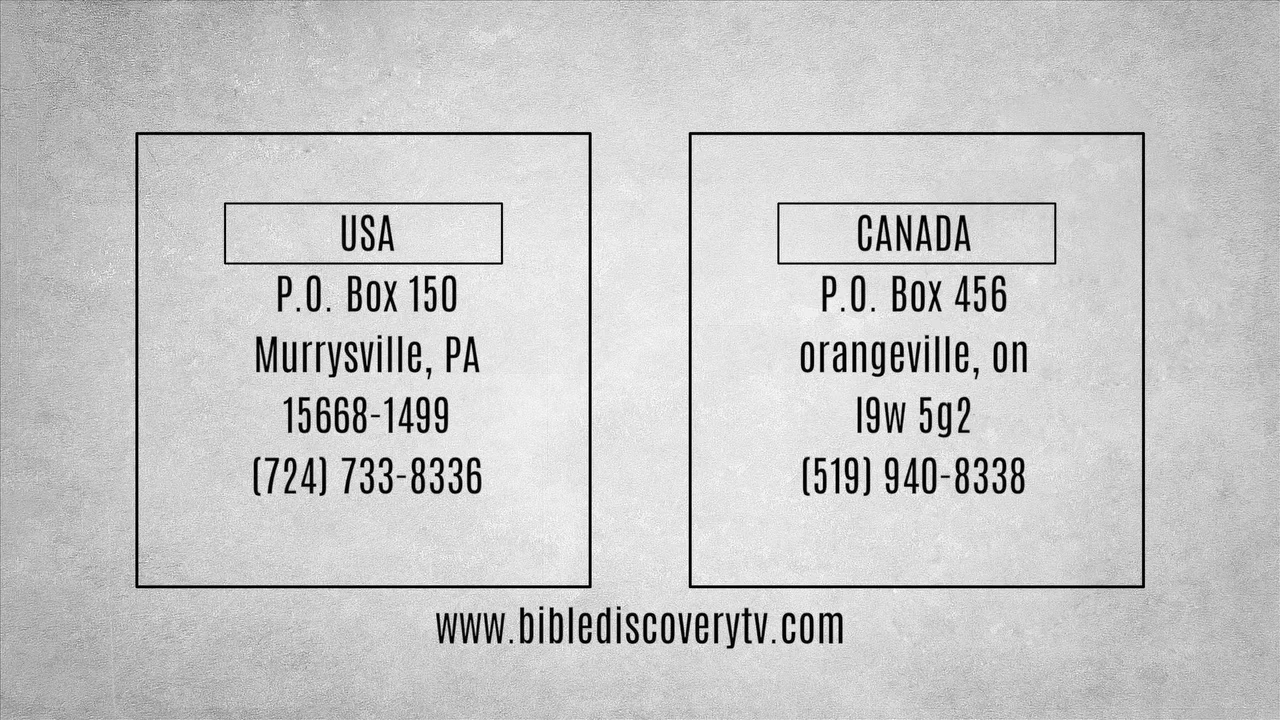 USA
P.O. Box 150
Murrysville, PA
15668-1499
(724) 733-8336
CANADA
P.O. Box 456
orangeville, on
l9w 5g2
(519) 940-8338
www.biblediscoverytv.com